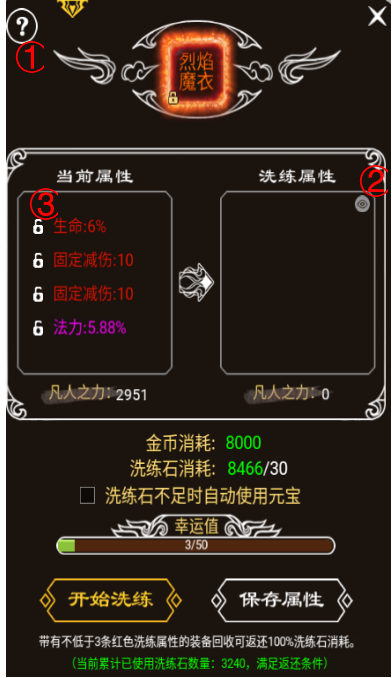 ?
①
烈焰
魔衣
当前属性
洗练属性
②
③
生命:6%
固定减伤:10
固定减伤:10
法力:5.88%
凡人之力: 2951
凡人之力: 0
金币消耗: 8000
洗练石消耗: 8466/30
洗练石不足时自动使用元宝
幸运值
3/50
开始洗练
保存属性
带有不低于3条红色洗练属性的装备回收可返还100%洗练石消耗。
(当前累计已使用洗练石数量: 3240, 满足返还条件)